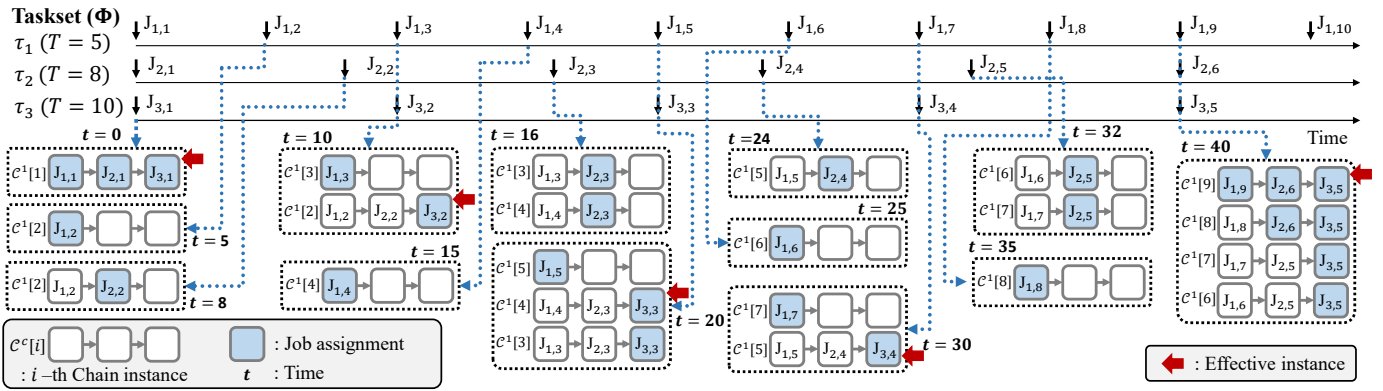 Taskset (Φ)
J1,1 J1,2 J1,3 J1,4 J1,5 J1,6 J1,7 J1,8 J1,9 J1,10
τ1 (T = 5)
J2,1 J2,2 J2,3 J2,4 J2,5 J2,6
τ2 (T = 8)
J3,1 J3,2 J3,3 J3,4 J3,5
τ3 (T = 10)
Time
t = 0
C¹[1] J1,1 J2,1 J3,1
C¹[2] J1,2
t = 5
C¹[2] J1,2 J2,2
t = 8
t = 10
C¹[3] J1,3
C¹[2] J1,2 J2,2 J3,2
t = 15
C¹[4] J1,4
t = 16
C¹[3] J1,3 J2,3
C¹[4] J1,4 J2,3
C¹[5] J1,5
C¹[4] J1,4 J2,3 J3,3
C¹[3] J1,3 J2,3 J3,3
t = 20
t =24
C¹[5] J1,5 J2,4
t = 25
C¹[6] J1,6
C¹[7] J1,7
C¹[5] J1,5 J2,4 J3,4
t = 30
t = 32
C¹[6] J1,6 J2,5
C¹[7] J1,7 J2,5
t = 35
C¹[8] J1,8
t = 40
C¹[9] J1,9 J2,6 J3,5
C¹[8] J1,8 J2,6 J3,5
C¹[7] J1,7 J2,5 J3,5
C¹[6] J1,6 J2,5 J3,5
Cᶜ[i] : Job assignment
: i –th Chain instance t : Time
: Effective instance